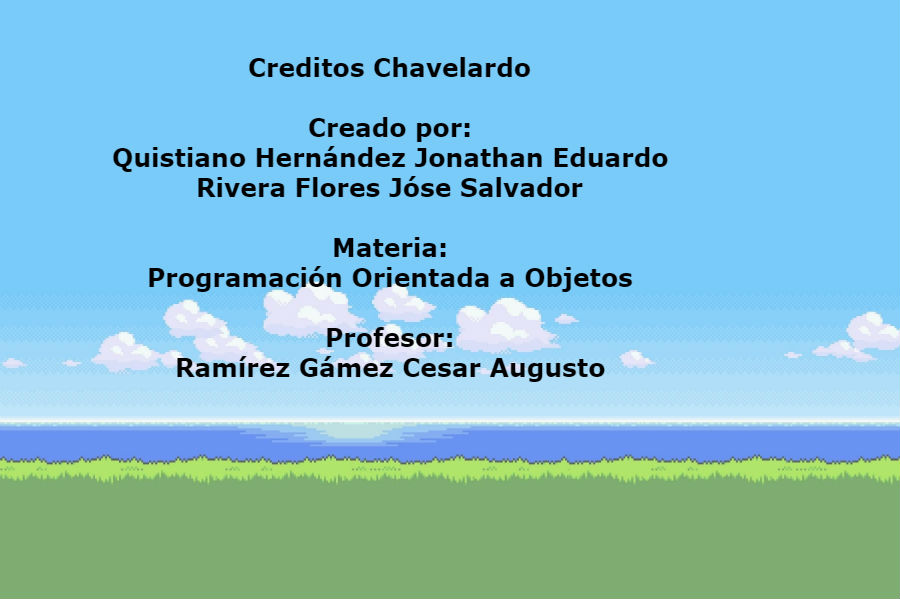 Creditos Chavelardo
Creado por:
Quistiano Hernández Jonathan Eduardo
Rivera Flores Jóse Salvador
Materia:
Programación Orientada a Objetos
Profesor:
Ramírez Gámez Cesar Augusto